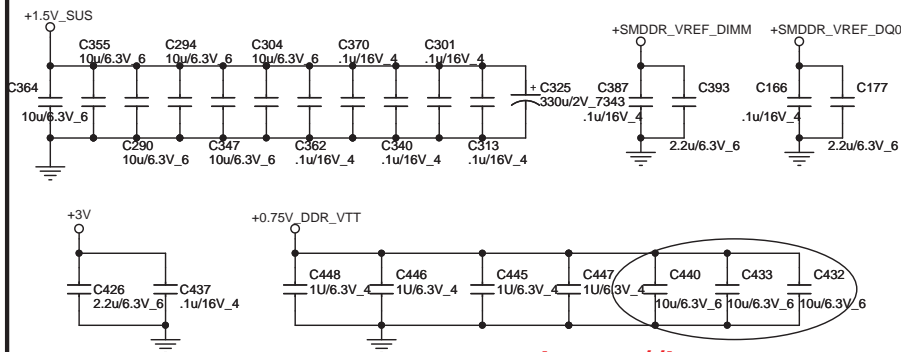 +1.5V_SUS
+SMDDR_VREF_DIMM
+SMDDR_VREF_DQ0
C355
10u/6.3V_6
C294
10u/6.3V_6
C304
10u/6.3V_6
C370
.1u/16V_4
C301
.1u/16V_4
C364
10u/6.3V_6
+ C325
330u/2V_7343
C387
.1u/16V_4
C393
2.2u/6.3V_6
C166
.1u/16V_4
C177
2.2u/6.3V_6
C290
10u/6.3V_6
C347
10u/6.3V_6
C362
.1u/16V_4
C340
.1u/16V_4
C313
.1u/16V_4
+3V
+0.75V_DDR_VTT
C426
2.2u/6.3V_6
C437
.1u/16V_4
C448
1U/6.3V_4
C446
1U/6.3V_4
C445
1U/6.3V_4
C447
1U/6.3V_4
C440
10u/6.3V_6
C433
10u/6.3V_6
C432
10u/6.3V_6